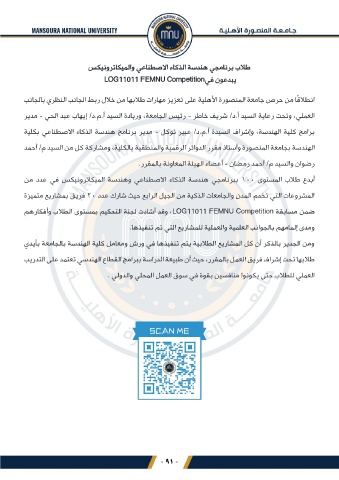 MANSOURA NATIONAL UNIVERSITY
جامعة المنصورة الأهلية
MNU
طلاب برنامجي هندسة الذكاء الاصطناعي والميكاترونيكس
يبدعون في LOG11011 FEMNU Competition
انطلاقًا من حرص جامعة المنصورة الأهلية على تعزيز مهارات طلابها من خلال ربط الجانب النظري بالجانب
العملي، وتحت رعاية السيد أ.د/ شريف خاطر - رئيس الجامعة، وريادة السيد أ.م.د/ إيهاب عبد الحي - مدير
برامج كلية الهندسة، وإشراف السيدة أ.م.د/ عبير توكل - مدير برنامج هندسة الذكاء الاصطناعي بكلية
الهندسة بجامعة المنصورة وأستاذ مقرر الدوائر الرقمية والمنطقية بالكلية، ومشاركة كل من السيد م/ أحمد
رضوان والسيد م/ أحمد رمضان - أعضاء الهيئة المعاونة بالمقرر.
أبدع طلاب المستوى ١٠٠ ببرنامجي هندسة الذكاء الاصطناعي وهندسة الميكاترونيكس في عدد من
المشروعات التي تخدم المدن والجامعات الذكية من الجيل الرابع حيث شارك عدد ٢٠ فريق بمشاريع متميزة
ضمن مسابقة LOG11011 FEMNU Competition، وقد أشادت لجنة التحكيم بمستوى الطلاب وأفكارهم
ومدى إلمامهم بالجوانب العلمية والعملية للمشاريع التي تم تنفيذها.
ومن الجدير بالذكر أن كل المشاريع الطلابية يتم تنفيذها في ورش ومعامل كلية الهندسة بالجامعة بأيدي
طلابها تحت إشراف فريق العمل بالمقرر، حيث أن طبيعة الدراسة ببرامج القطاع الهندسي تعتمد على التدريب
العملي للطلاب حتى يكونوا منافسين بقوة في سوق العمل المحلي والدولي .
SCAN ME
- ٩١ -